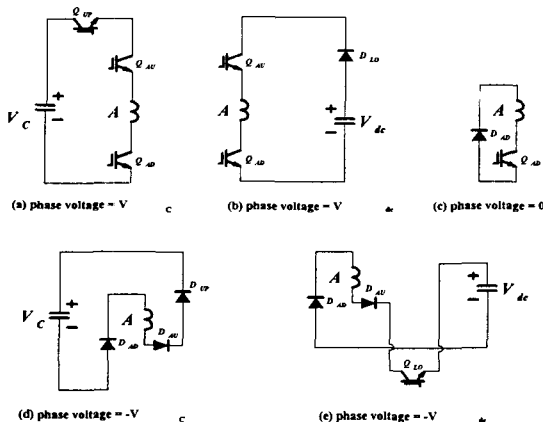 Q UP
Q AU
D LO
Q AU
V C
+
−
A
A
+
−
V dc
A
D AD
Q AD
Q AD
Q AD
(a) phase voltage = V C
(b) phase voltage = V dc
(c) phase voltage = 0
D UP
V C
+
−
A
D AU
D AD
A
D AU
D AD
+
−
V dc
Q LO
(d) phase voltage = -V C
(e) phase voltage = -V dc